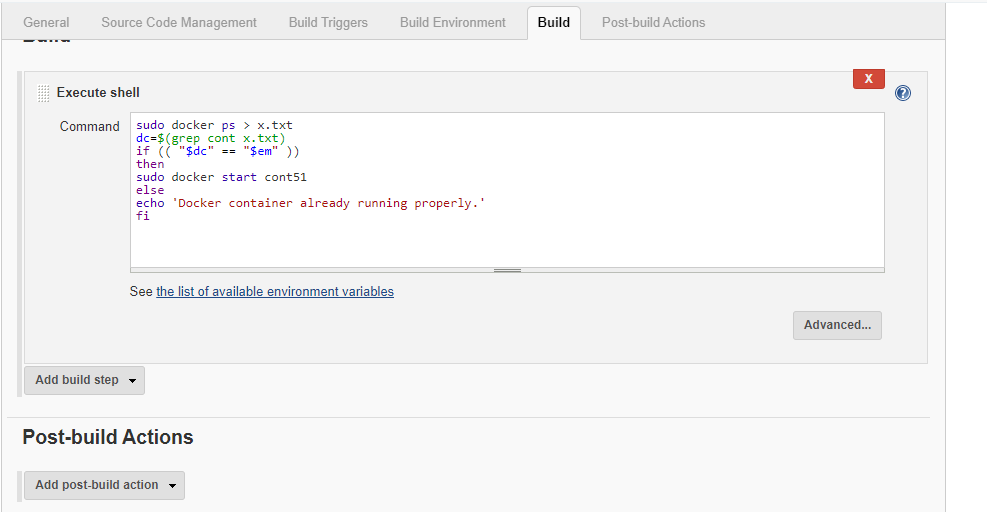 General Source Code Management Build Triggers Build Environment Build Post-build Actions
Build
X
Execute shell
?
Command
sudo docker ps > x.txt
dc=$(grep cont x.txt)
if (( "$dc" == "$em" ))
then
sudo docker start cont51
else
echo 'Docker container already running properly.'
fi
See the list of available environment variables
Advanced...
Add build step
Post-build Actions
Add post-build action